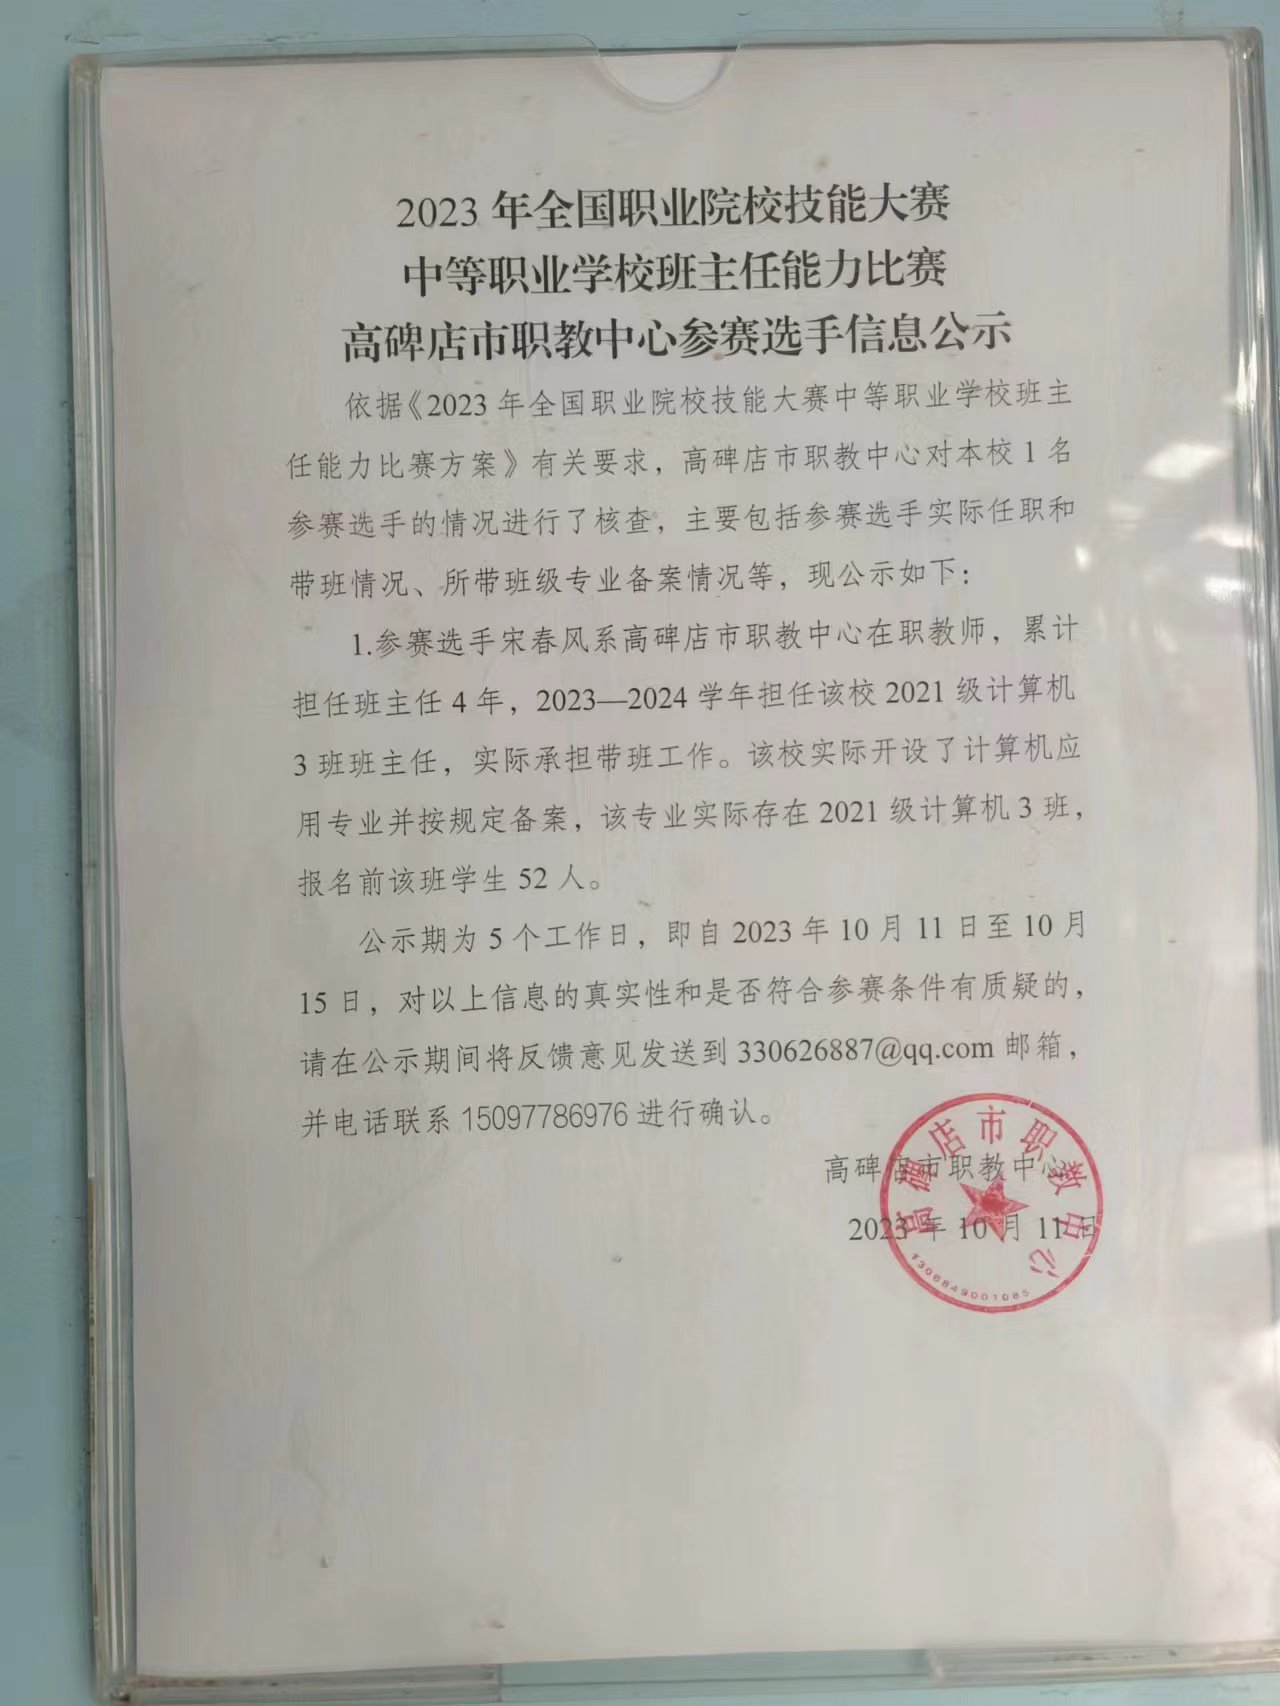 2023 年全国职业院校技能大赛
中等职业学校班主任能力比赛
高碑店市职教中心参赛选手信息公示
依据《2023 年全国职业院校技能大赛中等职业学校班主
任能力比赛方案》有关要求，高碑店市职教中心对本校 1 名
参赛选手的情况进行了核查，主要包括参赛选手实际任职和
带班情况、所带班级专业备案情况等，现公示如下：
1.参赛选手宋春风系高碑店市职教中心在职教师，累计
担任班主任 4 年，2023—2024 学年担任该校 2021 级计算机
3 班班主任，实际承担带班工作。该校实际开设了计算机应
用专业并按规定备案，该专业实际存在 2021 级计算机 3 班，
报名前该班学生 52 人。
公示期为 5 个工作日，即自 2023 年 10 月 11 日至 10 月
15 日，对以上信息的真实性和是否符合参赛条件有质疑的，
请在公示期间将反馈意见发送到 330626887@qq.com 邮箱，
并电话联系 15097786976 进行确认。
高碑店市职教中心
2023 年 10 月 11 日
高碑店市职教中心
1306849001085